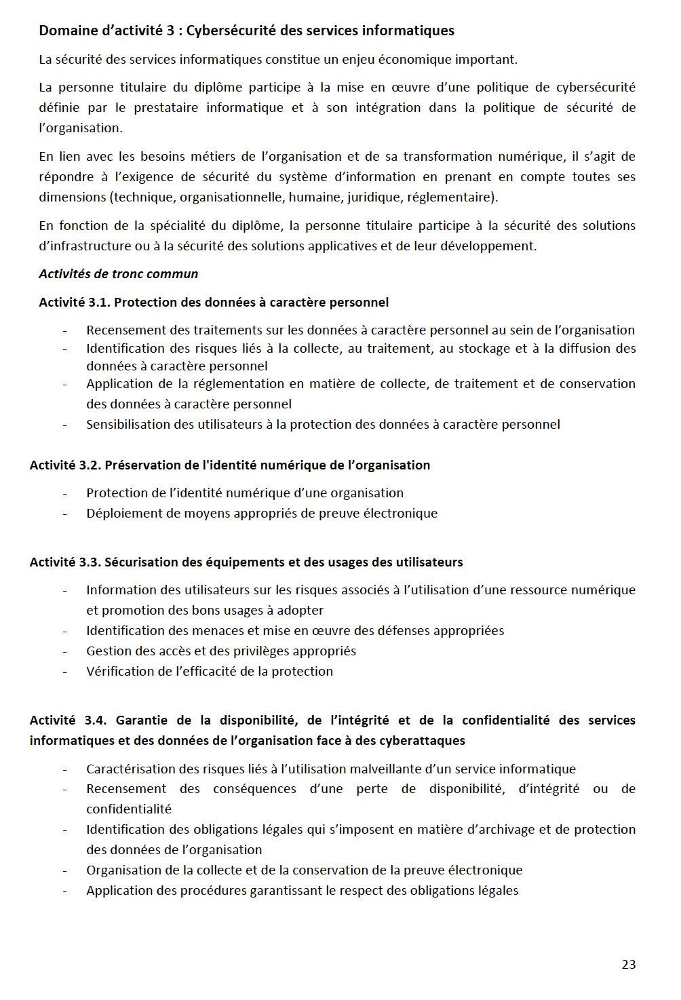 Domaine d’activité 3 : Cybersécurité des services informatiques
La sécurité des services informatiques constitue un enjeu économique important.
La personne titulaire du diplôme participe à la mise en œuvre d’une politique de cybersécurité
définie par le prestataire informatique et à son intégration dans la politique de sécurité de
l’organisation.
En lien avec les besoins métiers de l’organisation et de sa transformation numérique, il s’agit de
répondre à l’exigence de sécurité du système d’information en prenant en compte toutes ses
dimensions (technique, organisationnelle, humaine, juridique, réglementaire).
En fonction de la spécialité du diplôme, la personne titulaire participe à la sécurité des solutions
d’infrastructure ou à la sécurité des solutions applicatives et de leur développement.
Activités de tronc commun
Activité 3.1. Protection des données à caractère personnel
- Recensement des traitements sur les données à caractère personnel au sein de l’organisation
- Identification des risques liés à la collecte, au traitement, au stockage et à la diffusion des
données à caractère personnel
- Application de la réglementation en matière de collecte, de traitement et de conservation
des données à caractère personnel
- Sensibilisation des utilisateurs à la protection des données à caractère personnel
Activité 3.2. Préservation de l'identité numérique de l’organisation
- Protection de l’identité numérique d’une organisation
- Déploiement de moyens appropriés de preuve électronique
Activité 3.3. Sécurisation des équipements et des usages des utilisateurs
- Information des utilisateurs sur les risques associés à l’utilisation d’une ressource numérique
et promotion des bons usages à adopter
- Identification des menaces et mise en œuvre des défenses appropriées
- Gestion des accès et des privilèges appropriés
- Vérification de l’efficacité de la protection
Activité 3.4. Garantie de la disponibilité, de l’intégrité et de la confidentialité des services
informatiques et des données de l’organisation face à des cyberattaques
- Caractérisation des risques liés à l’utilisation malveillante d’un service informatique
- Recensement des conséquences d’une perte de disponibilité, d’intégrité ou de
confidentialité
- Identification des obligations légales qui s’imposent en matière d’archivage et de protection
des données de l’organisation
- Organisation de la collecte et de la conservation de la preuve électronique
- Application des procédures garantissant le respect des obligations légales
23